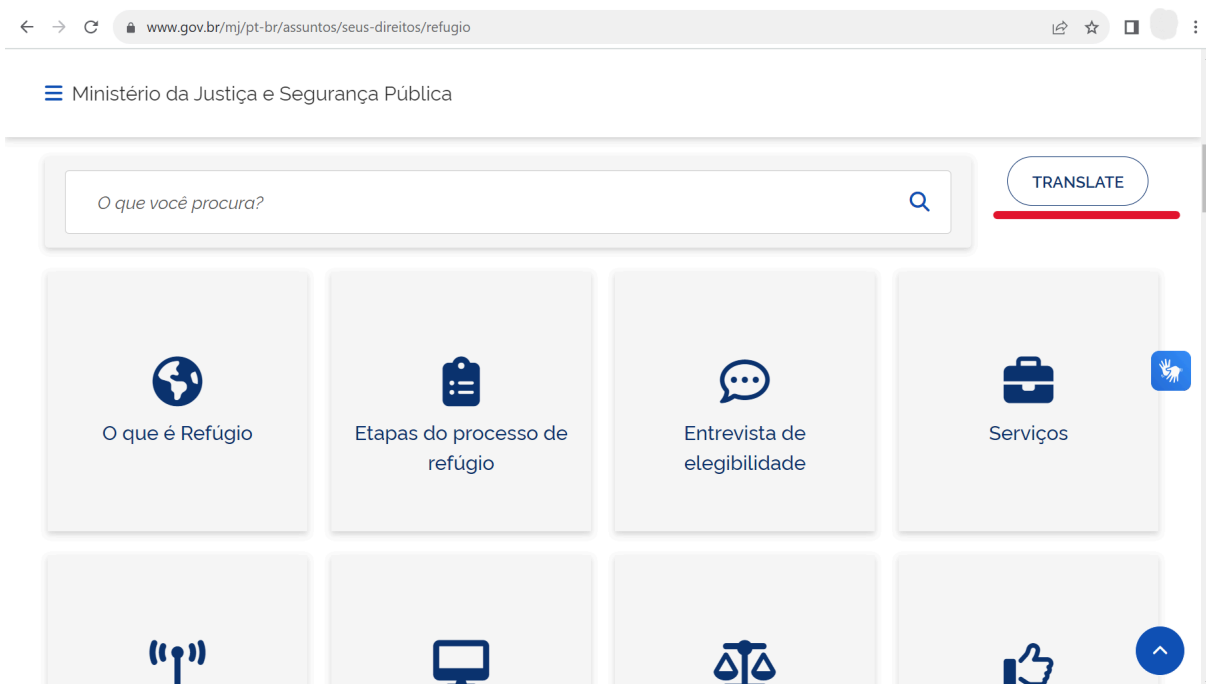 www.gov.br/mj/pt-br/assuntos/seus-direitos/refugio
Ministério da Justiça e Segurança Pública
O que você procura?
TRANSLATE
O que é Refúgio
Etapas do processo de
refúgio
Entrevista de
elegibilidade
Serviços